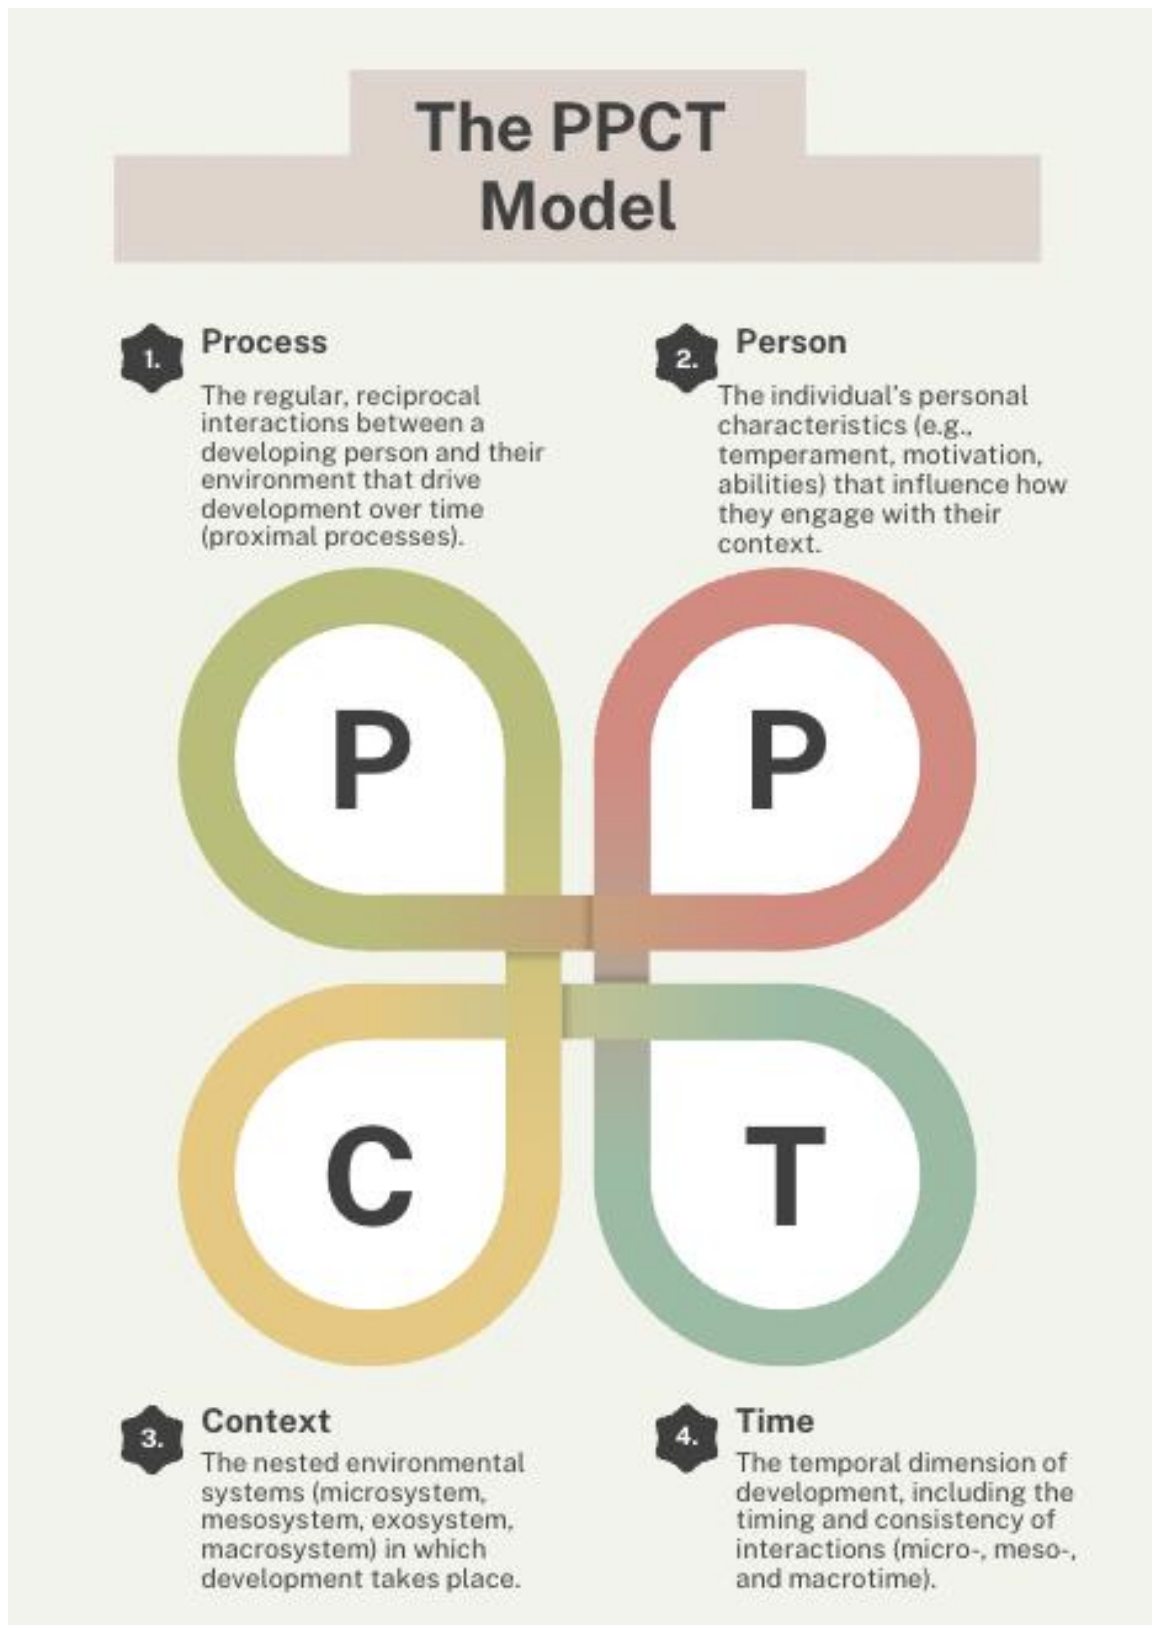 The PPCT
Model
1.
Process
The regular, reciprocal
interactions between a
developing person and their
environment that drive
development over time
(proximal processes).
2.
Person
The individual's personal
characteristics (e.g.,
temperament, motivation,
abilities) that influence how
they engage with their
context.
P
P
C
T
3.
Context
The nested environmental
systems (microsystem,
mesosystem, exosystem,
macrosystem) in which
development takes place.
4.
Time
The temporal dimension of
development, including the
timing and consistency of
interactions (micro-, meso-,
and macrotime).